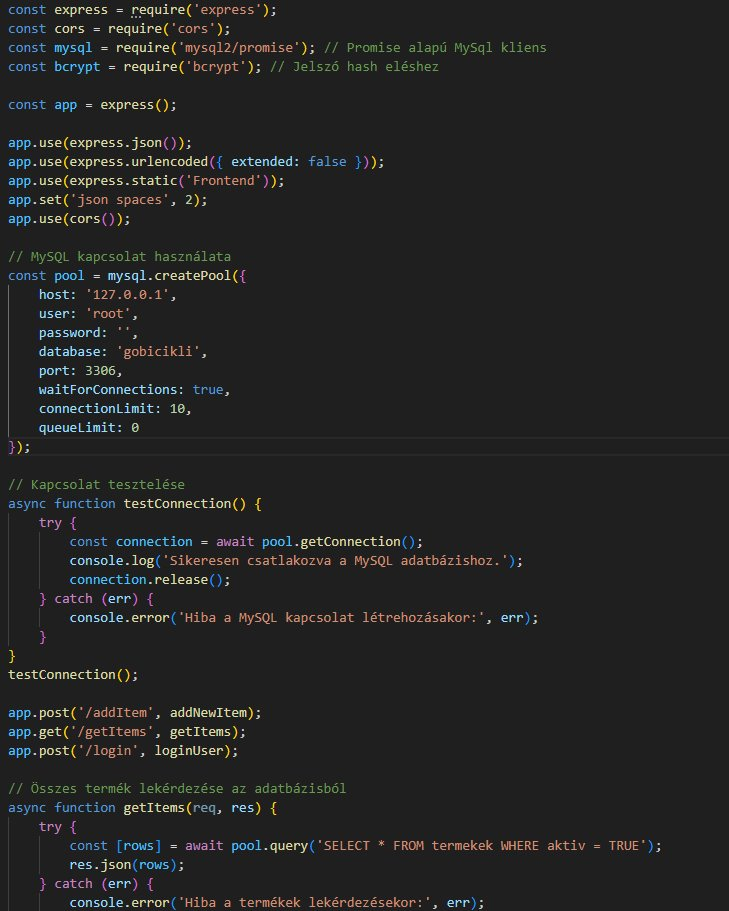 const express = require('express');
const cors = require('cors');
const mysql = require('mysql2/promise'); // Promise alapú MySql kliens
const bcrypt = require('bcrypt'); // Jelszó hash eléshez
const app = express();
app.use(express.json());
app.use(express.urlencoded({ extended: false }));
app.use(express.static('Frontend'));
app.set('json spaces', 2);
app.use(cors());
// MySQL kapcsolat használata
const pool = mysql.createPool({
    host: '127.0.0.1',
    user: 'root',
    password: '',
    database: 'gobicikli',
    port: 3306,
    waitForConnections: true,
    connectionLimit: 10,
    queueLimit: 0
});
// Kapcsolat tesztelése
async function testConnection() {
    try {
        const connection = await pool.getConnection();
        console.log('Sikeresen csatlakozva a MySQL adatbázishoz.');
        connection.release();
    } catch (err) {
        console.error('Hiba a MySQL kapcsolat létrehozásakor:', err);
    }
}
testConnection();
app.post('/addItem', addNewItem);
app.get('/getItems', getItems);
app.post('/login', loginUser);
// Összes termék lekérdezése az adatbázisból
async function getItems(req, res) {
    try {
        const [rows] = await pool.query('SELECT * FROM termekek WHERE aktiv = TRUE');
        res.json(rows);
    } catch (err) {
        console.error('Hiba a termékek lekérdezésekor:', err);